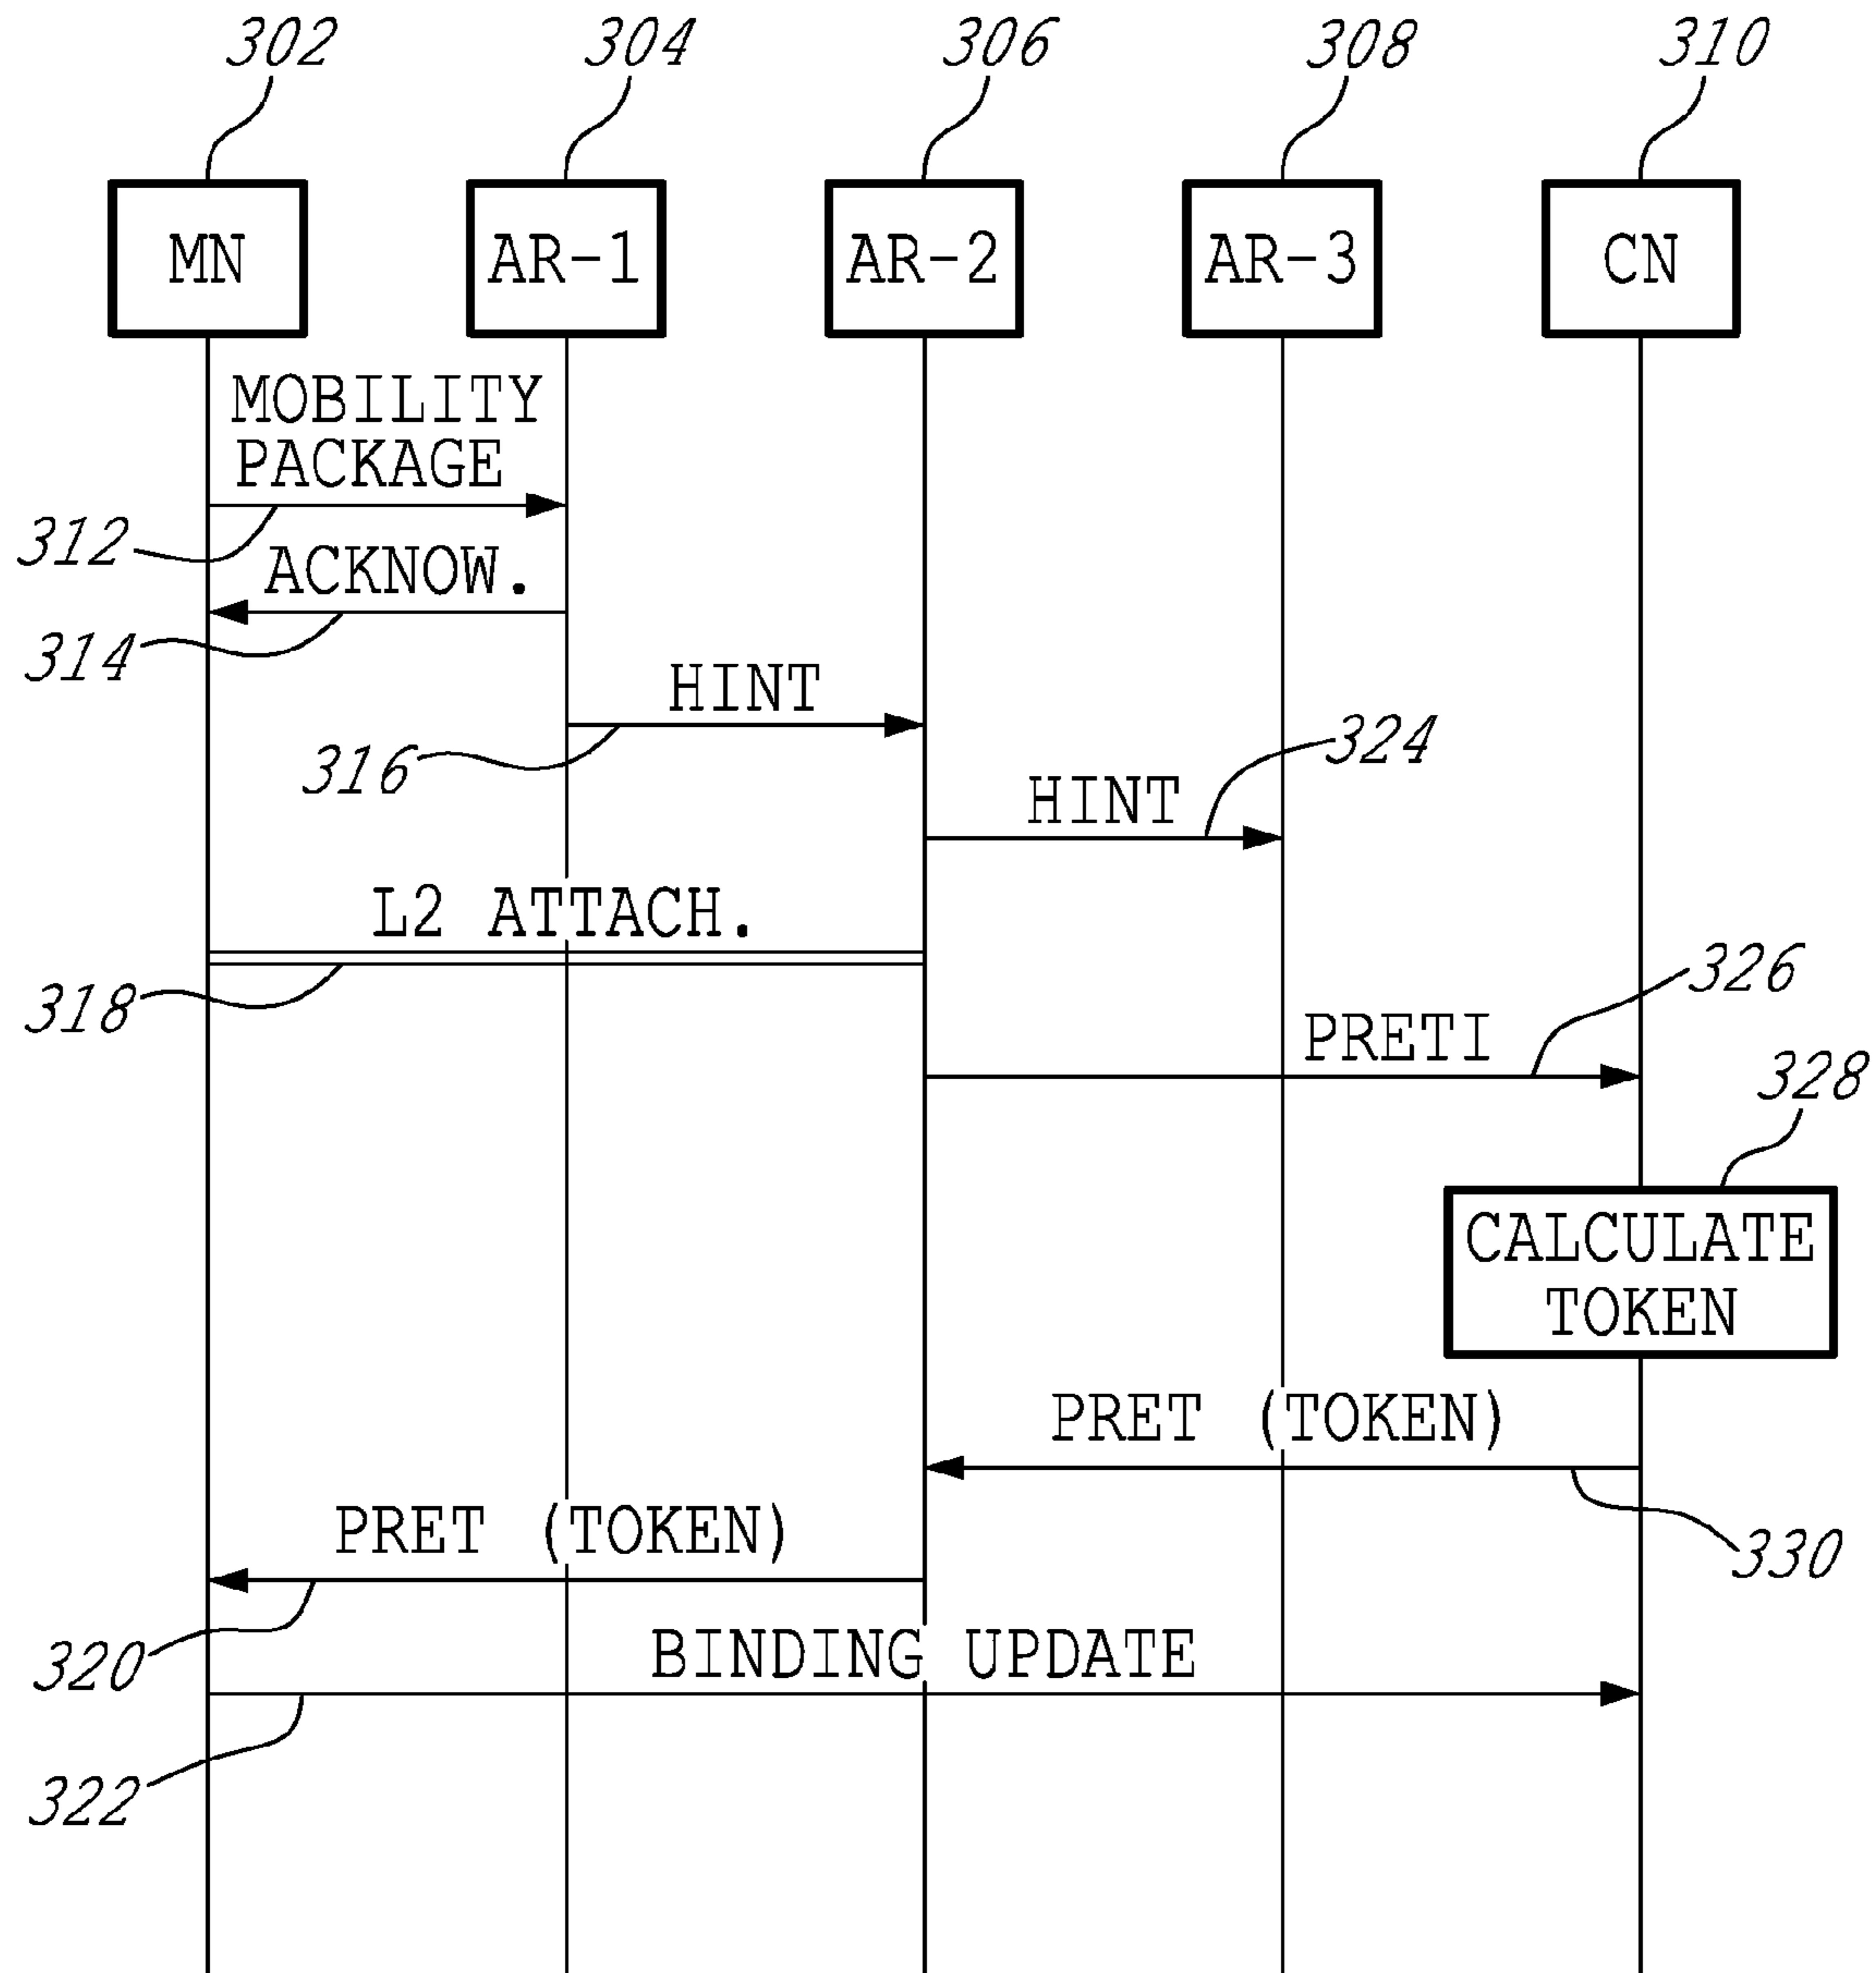 302
304
306
308
310
MN
AR-1
AR-2
AR-3
CN
MOBILITY
PACKAGE
312
ACKNOW.
314
HINT
316
324
HINT
L2 ATTACH.
318
326
PRETI
328
CALCULATE
TOKEN
PRET (TOKEN)
330
PRET (TOKEN)
320
BINDING UPDATE
322